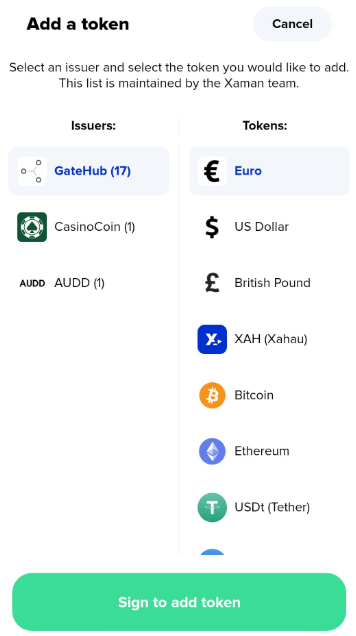 Add a token
Cancel
Select an issuer and select the token you would like to add.
This list is maintained by the Xaman team.
Issuers:
Tokens:
GateHub (17)
€ Euro
CasinoCoin (1)
$ US Dollar
AUDD AUDD (1)
£ British Pound
XAH (Xahau)
Bitcoin
Ethereum
USDt (Tether)
Sign to add token